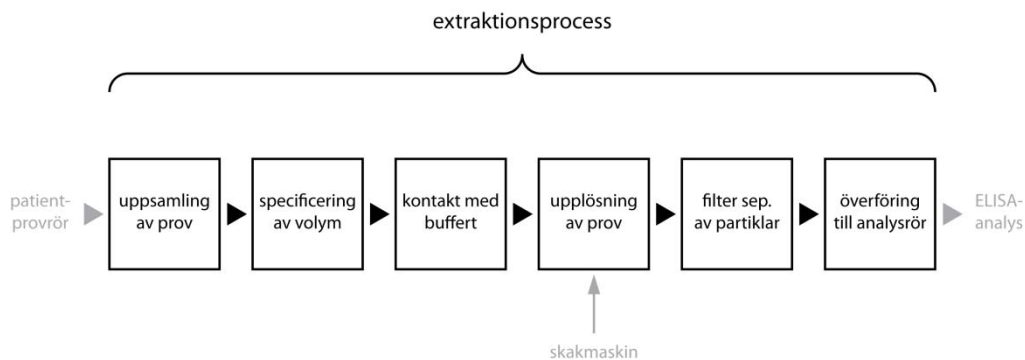 extraktionsprocess
patient-
provrör
uppsamling
av prov
specificering
av volym
kontakt med
buffert
upplösning
av prov
filter sep.
av partiklar
överföring
till analysrör
ELISA-
analys
skakmaskin